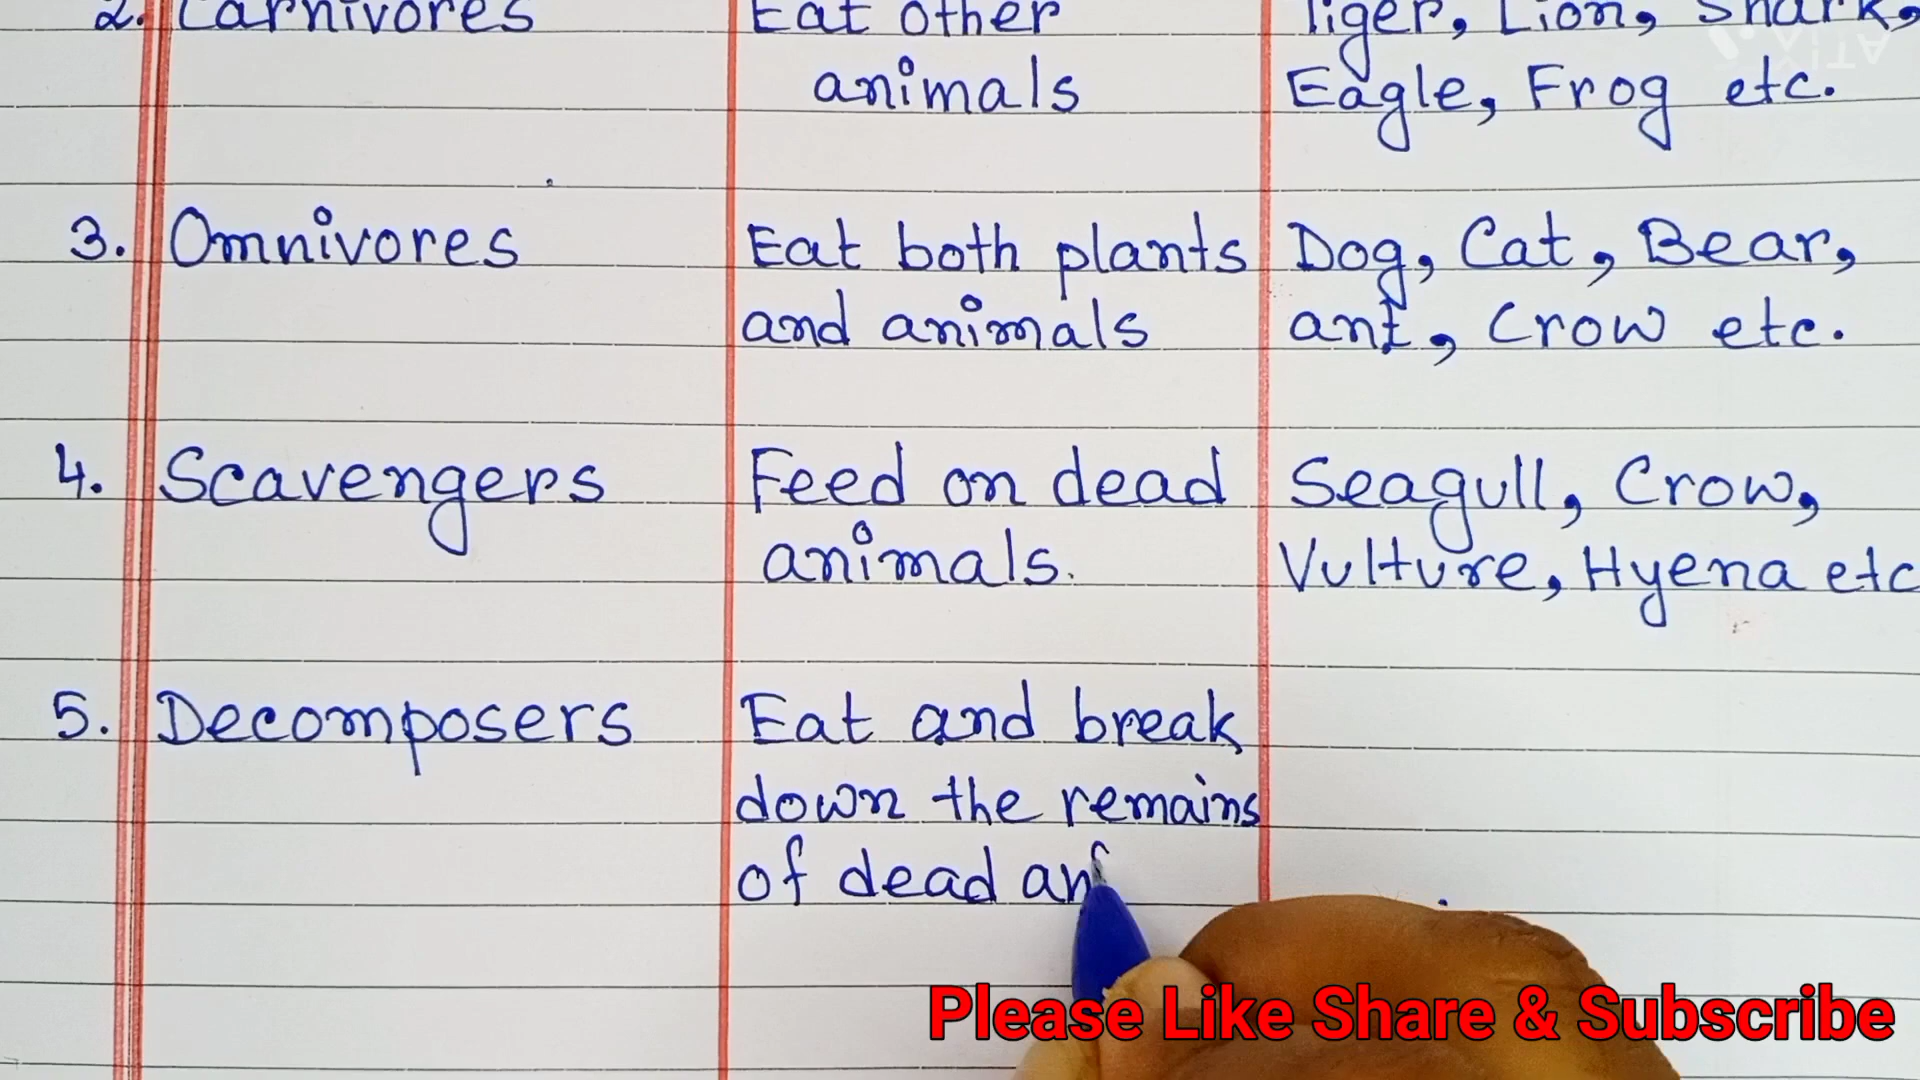 2. Carnivores Eat other Tiger, Lion, Shark,
animals Eagle, Frog etc.
3. Omnivores Eat both plants Dog, Cat, Bear,
and animals ant, Crow etc.
4. Scavengers Feed on dead Seagull, Crow,
animals. Vulture, Hyena etc
5. Decomposers Eat and break
down the remains
of dead an
Please Like Share & Subscribe